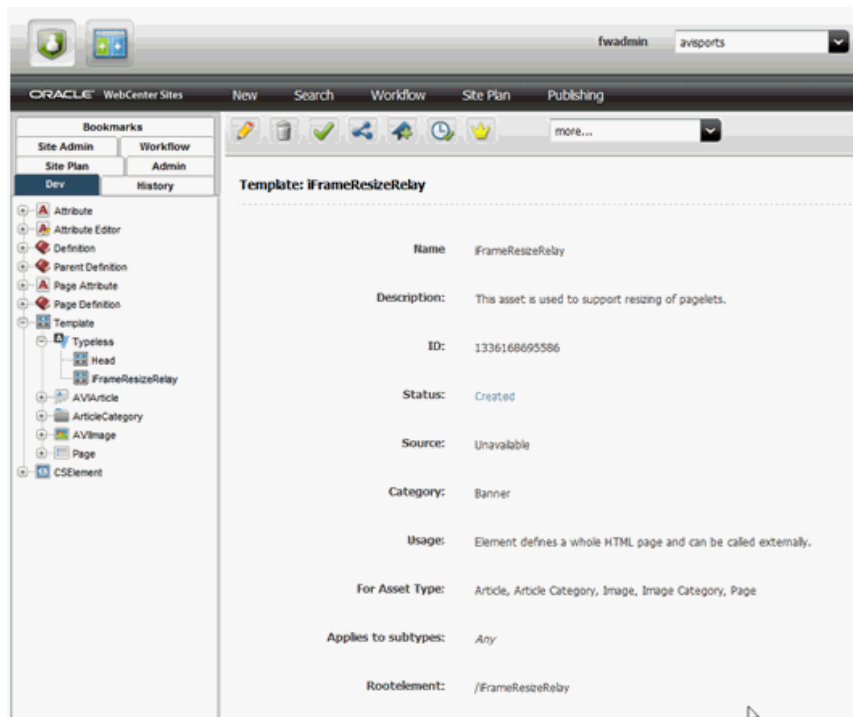 fwadmin avisports
ORACLE WebCenter Sites New Search Workflow Site Plan Publishing
Bookmarks
Site Admin Workflow
Site Plan Admin
Dev History
more...
Template: iFrameResizeRelay
Attribute
Attribute Editor
Definition
Parent Definition
Page Attribute
Page Definition
Template
Typeless
Head
iFrameResizeRelay
AVIArticle
ArticleCategory
AVIImage
Page
CSElement
Name iFrameResizeRelay
Description: This asset is used to support resizing of pagelets.
ID: 1336168695586
Status: Created
Source: Unavailable
Category: Banner
Usage: Element defines a whole HTML page and can be called externally.
For Asset Type: Article, Article Category, Image, Image Category, Page
Applies to subtypes: Any
Rootelement: /iFrameResizeRelay